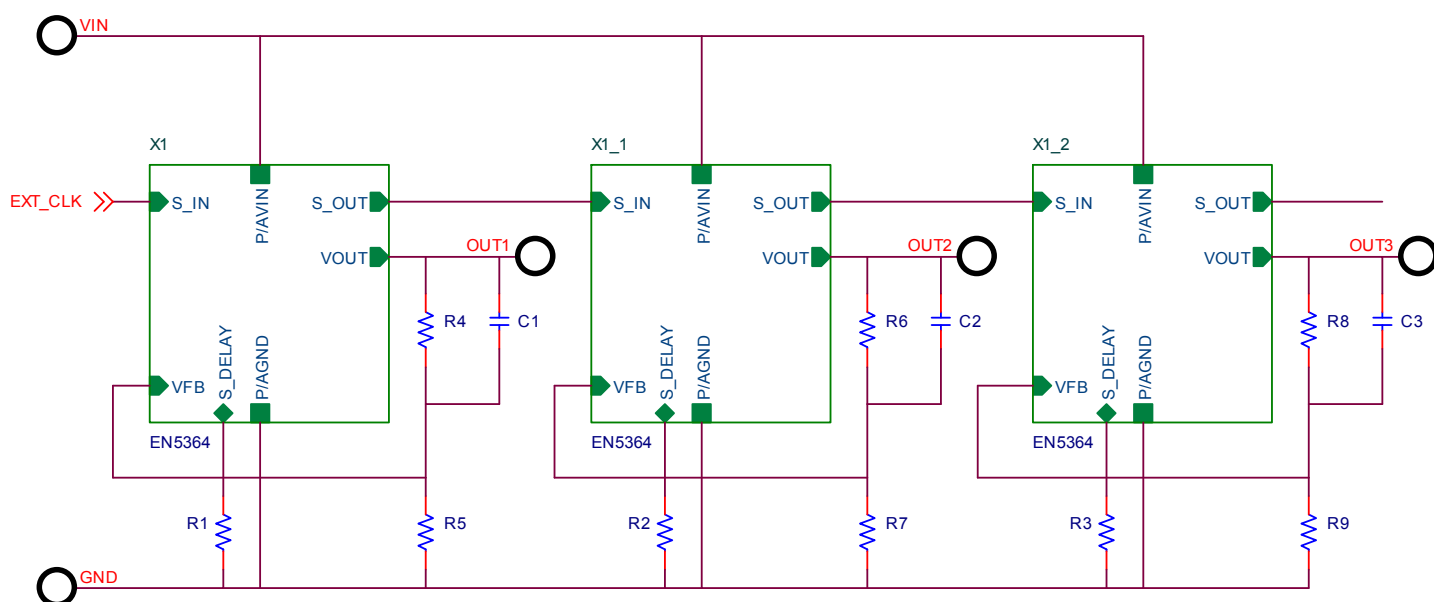 VIN
X1
X1_1
X1_2
EXT_CLK
S_IN
P/AVIN
S_OUT
S_IN
P/AVIN
S_OUT
S_IN
P/AVIN
S_OUT
VOUT
OUT1
VOUT
OUT2
VOUT
OUT3
R4
C1
R6
C2
R8
C3
VFB
S_DELAY
P/AGND
VFB
S_DELAY
P/AGND
VFB
S_DELAY
P/AGND
EN5364
EN5364
EN5364
R1
R5
R2
R7
R3
R9
GND